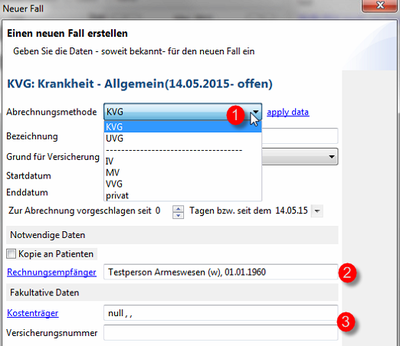 Neuer Fall
Einen neuen Fall erstellen
Geben Sie die Daten - soweit bekannt- für den neuen Fall ein
KVG: Krankheit - Allgemein(14.05.2015- offen)
Abrechnungsmethode KVG 1 apply data
KVG
Bezeichnung UVG
------------------------------------
Grund für Versicherung IV
Startdatum MV
Enddatum VVG
privat
Zur Abrechnung vorgeschlagen seit 0 Tagen bzw. seit dem 14.05.15
Notwendige Daten
Kopie an Patienten
Rechnungsempfänger Testperson Armeswesen (w), 01.01.1960 2
Fakultative Daten
Kostenträger null , ,
3
Versicherungsnummer